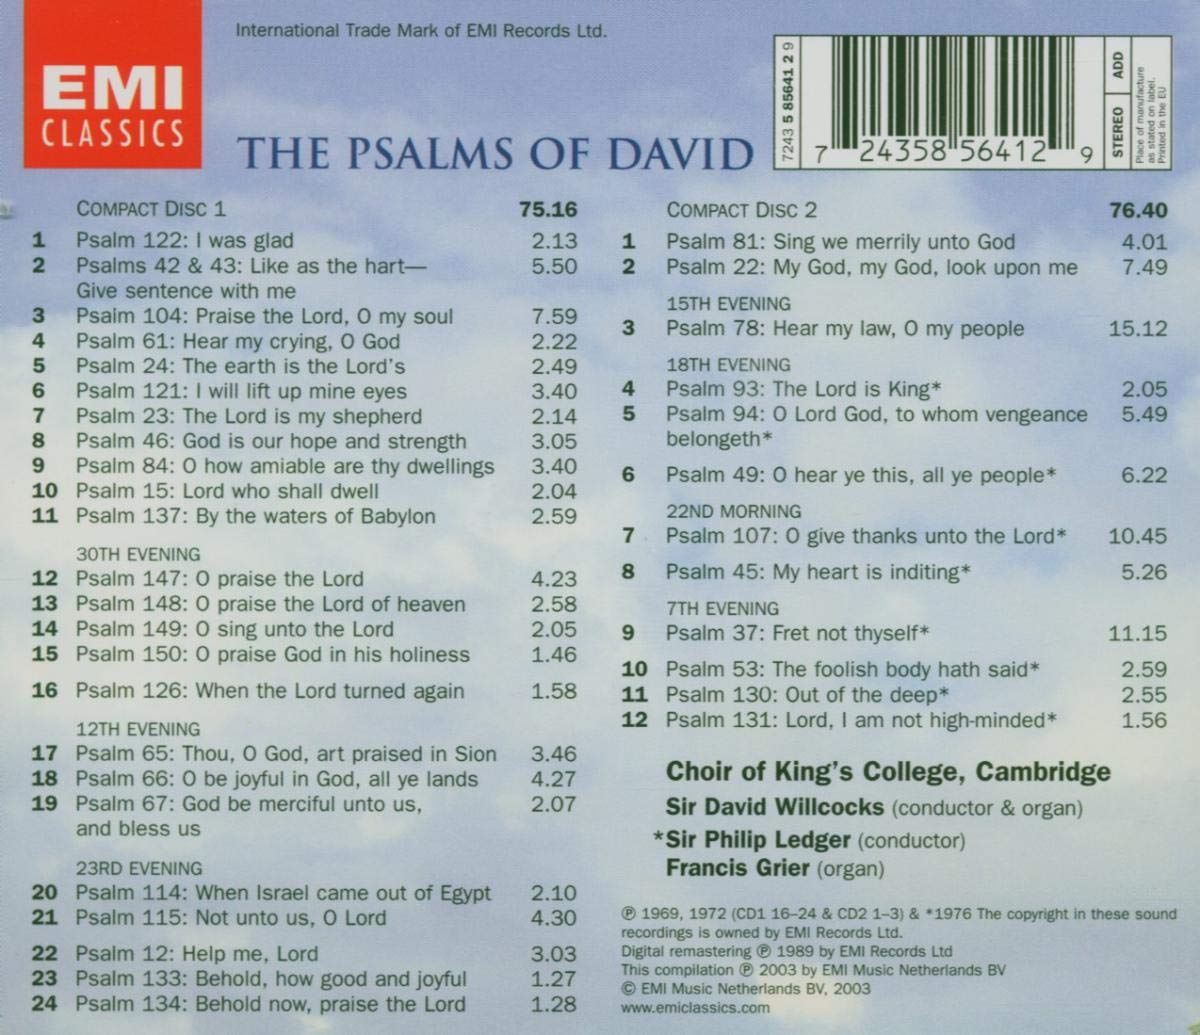 International Trade Mark of EMI Records Ltd.
EMI
CLASSICS
THE PSALMS OF DAVID
7243 5 85641 2 9
7 24358 56412 9
STEREO ADD
Place of manufacture
as stated on label.
Printed in the EU
COMPACT DISC 1 75.16
1 Psalm 122: I was glad 2.13
2 Psalms 42 & 43: Like as the hart— 5.50
Give sentence with me
3 Psalm 104: Praise the Lord, O my soul 7.59
4 Psalm 61: Hear my crying, O God 2.22
5 Psalm 24: The earth is the Lord's 2.49
6 Psalm 121: I will lift up mine eyes 3.40
7 Psalm 23: The Lord is my shepherd 2.14
8 Psalm 46: God is our hope and strength 3.05
9 Psalm 84: O how amiable are thy dwellings 3.40
10 Psalm 15: Lord who shall dwell 2.04
11 Psalm 137: By the waters of Babylon 2.59
30TH EVENING
12 Psalm 147: O praise the Lord 4.23
13 Psalm 148: O praise the Lord of heaven 2.58
14 Psalm 149: O sing unto the Lord 2.05
15 Psalm 150: O praise God in his holiness 1.46
16 Psalm 126: When the Lord turned again 1.58
12TH EVENING
17 Psalm 65: Thou, O God, art praised in Sion 3.46
18 Psalm 66: O be joyful in God, all ye lands 4.27
19 Psalm 67: God be merciful unto us, 2.07
and bless us
23RD EVENING
20 Psalm 114: When Israel came out of Egypt 2.10
21 Psalm 115: Not unto us, O Lord 4.30
22 Psalm 12: Help me, Lord 3.03
23 Psalm 133: Behold, how good and joyful 1.27
24 Psalm 134: Behold now, praise the Lord 1.28
COMPACT DISC 2 76.40
1 Psalm 81: Sing we merrily unto God 4.01
2 Psalm 22: My God, my God, look upon me 7.49
15TH EVENING
3 Psalm 78: Hear my law, O my people 15.12
18TH EVENING
4 Psalm 93: The Lord is King* 2.05
5 Psalm 94: O Lord God, to whom vengeance 5.49
belongeth*
6 Psalm 49: O hear ye this, all ye people* 6.22
22ND MORNING
7 Psalm 107: O give thanks unto the Lord* 10.45
8 Psalm 45: My heart is inditing* 5.26
7TH EVENING
9 Psalm 37: Fret not thyself* 11.15
10 Psalm 53: The foolish body hath said* 2.59
11 Psalm 130: Out of the deep* 2.55
12 Psalm 131: Lord, I am not high-minded* 1.56
Choir of King's College, Cambridge
Sir David Willcocks (conductor & organ)
*Sir Philip Ledger (conductor)
Francis Grier (organ)
℗ 1969, 1972 (CD1 16–24 & CD2 1–3) & *1976 The copyright in these sound
recordings is owned by EMI Records Ltd.
Digital remastering ℗ 1989 by EMI Records Ltd
This compilation ℗ 2003 by EMI Music Netherlands BV
© EMI Music Netherlands BV, 2003
www.emiclassics.com